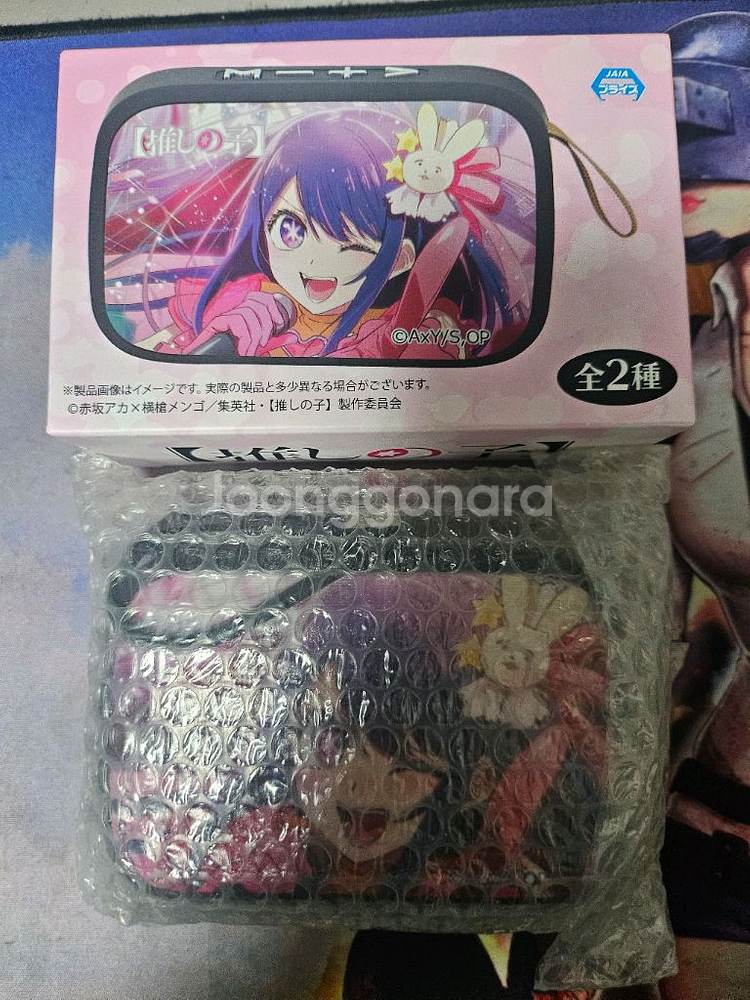 JAIA
プライズ
【推しの子】
©AxY/S,OP
全2種
※製品画像はイメージです。実際の製品と多少異なる場合がございます。
©赤坂アカ×横槍メンゴ／集英社・【推しの子】製作委員会
【推しの子】
Joonggonara